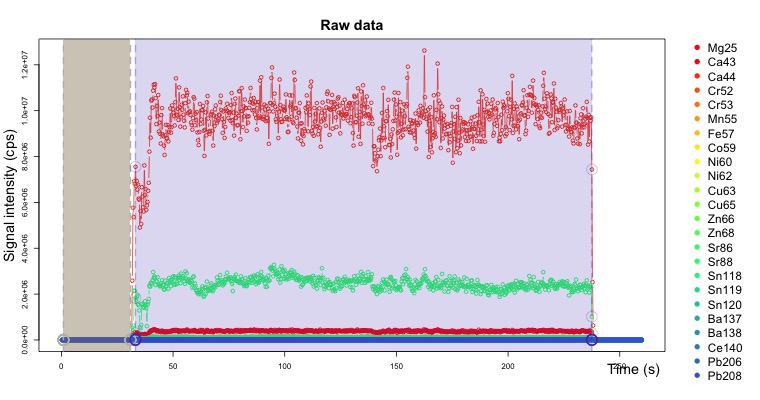 Raw data
Signal intensity (cps)
1.2e+07
1.0e+07
8.0e+06
6.0e+06
4.0e+06
2.0e+06
0.0e+00
0 50 100 150 200 250
Time (s)
Mg25
Ca43
Ca44
Cr52
Cr53
Mn55
Fe57
Co59
Ni60
Ni62
Cu63
Cu65
Zn66
Zn68
Sr86
Sr88
Sn118
Sn119
Sn120
Ba137
Ba138
Ce140
Pb206
Pb208